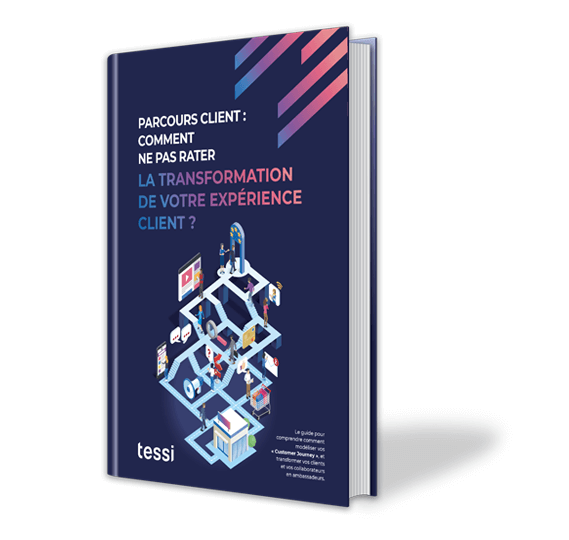 PARCOURS CLIENT :
COMMENT
NE PAS RATER
LA TRANSFORMATION
DE VOTRE EXPÉRIENCE
CLIENT ?
tessi
Le guide pour
comprendre comment
modéliser vos
« Customer Journey », et
transformer vos clients
et vos collaborateurs
en ambassadeurs.